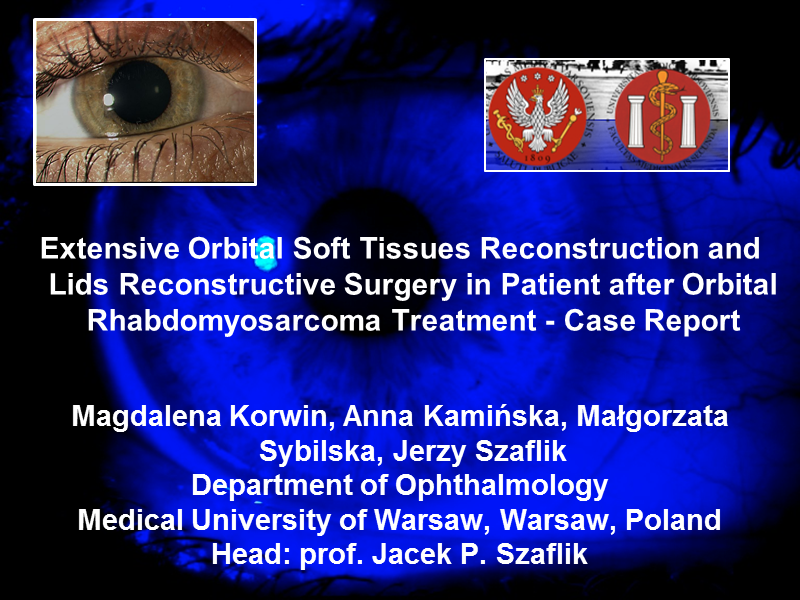 1809
Extensive Orbital Soft Tissues Reconstruction and
Lids Reconstructive Surgery in Patient after Orbital
Rhabdomyosarcoma Treatment - Case Report
Magdalena Korwin, Anna Kamińska, Małgorzata
Sybilska, Jerzy Szaflik
Department of Ophthalmology
Medical University of Warsaw, Warsaw, Poland
Head: prof. Jacek P. Szaflik